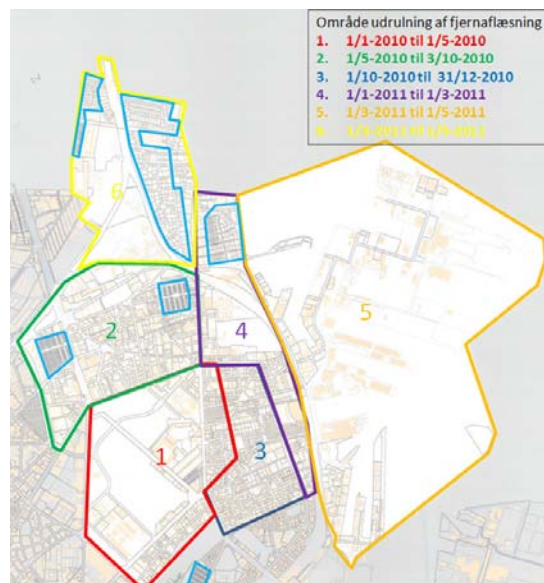 Område udrulning af fjernaflæsning
1. 1/1-2010 til 1/5-2010
2. 1/5-2010 til 3/10-2010
3. 1/10-2010 til 31/12-2010
4. 1/1-2011 til 1/3-2011
5. 1/3-2011 til 1/5-2011
6
2
4
5
1
3